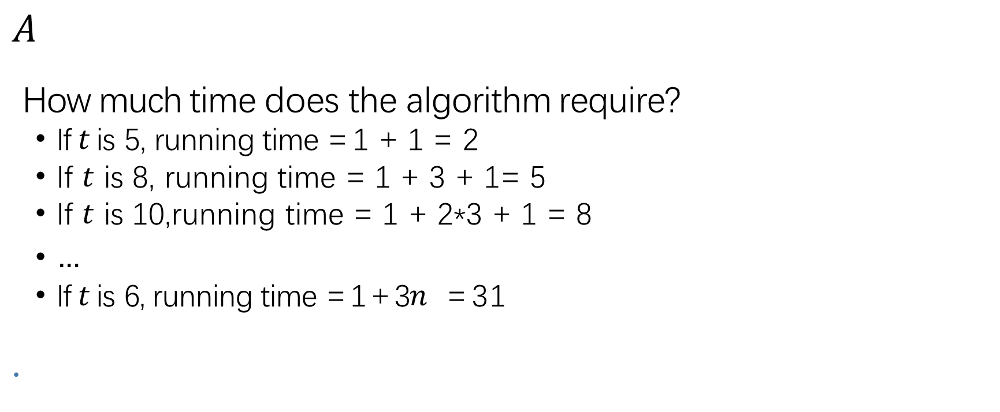 A
How much time does the algorithm require?
• If t is 5, running time = 1 + 1 = 2
• If t is 8, running time = 1 + 3 + 1= 5
• If t is 10,running time = 1 + 2*3 + 1 = 8
• ...
• If t is 6, running time = 1 + 3n = 31
•